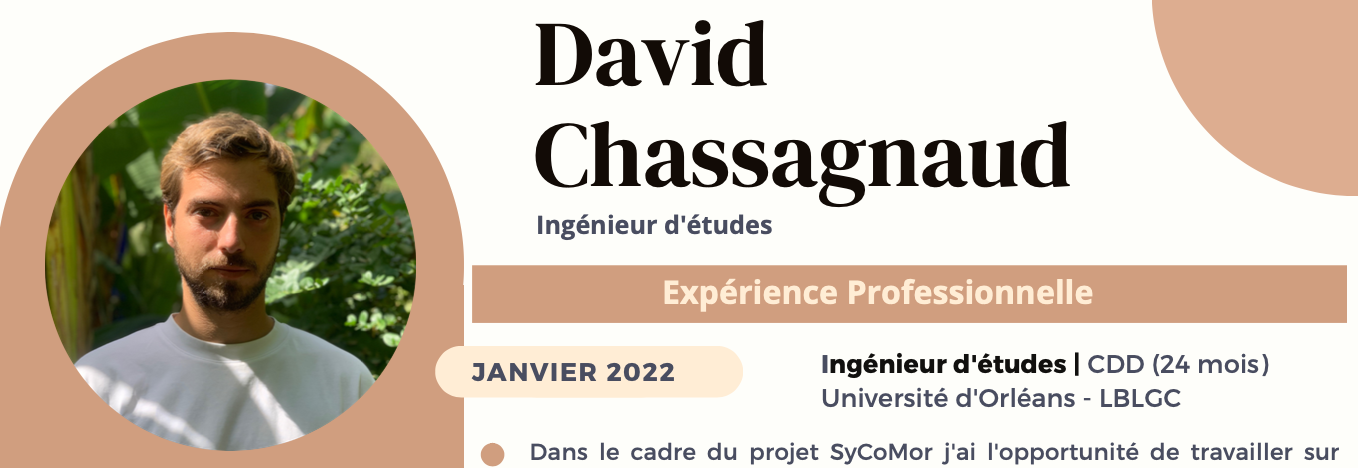 David
Chassagnaud
Ingénieur d'études
Expérience Professionnelle
JANVIER 2022
Ingénieur d'études | CDD (24 mois)
Université d'Orléans - LBLGC
Dans le cadre du projet SyCoMor j'ai l'opportunité de travailler sur